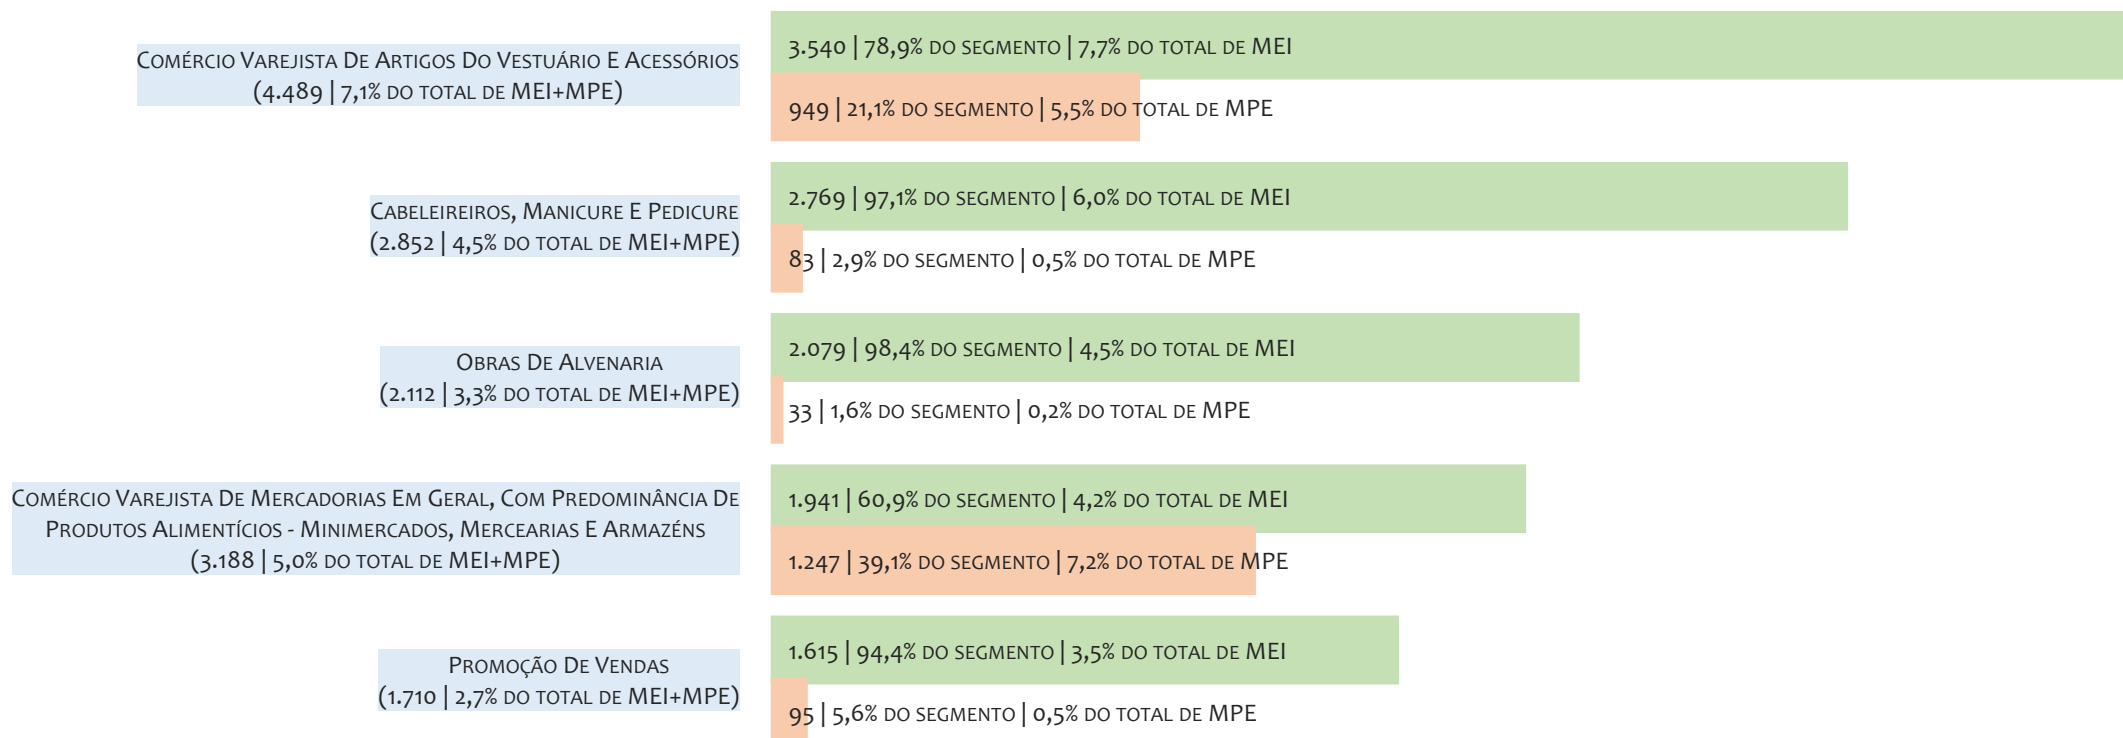 Comércio Varejista De Artigos Do Vestuário E Acessórios
(4.489 | 7,1% do total de MEI+MPE)
3.540 | 78,9% do segmento | 7,7% do total de MEI
949 | 21,1% do segmento | 5,5% do total de MPE
Cabeleireiros, Manicure E Pedicure
(2.852 | 4,5% do total de MEI+MPE)
2.769 | 97,1% do segmento | 6,0% do total de MEI
83 | 2,9% do segmento | 0,5% do total de MPE
Obras De Alvenaria
(2.112 | 3,3% do total de MEI+MPE)
2.079 | 98,4% do segmento | 4,5% do total de MEI
33 | 1,6% do segmento | 0,2% do total de MPE
Comércio Varejista De Mercadorias Em Geral, Com Predominância De
Produtos Alimentícios - Minimercados, Mercearias E Armazéns
(3.188 | 5,0% do total de MEI+MPE)
1.941 | 60,9% do segmento | 4,2% do total de MEI
1.247 | 39,1% do segmento | 7,2% do total de MPE
Promoção De Vendas
(1.710 | 2,7% do total de MEI+MPE)
1.615 | 94,4% do segmento | 3,5% do total de MEI
95 | 5,6% do segmento | 0,5% do total de MPE